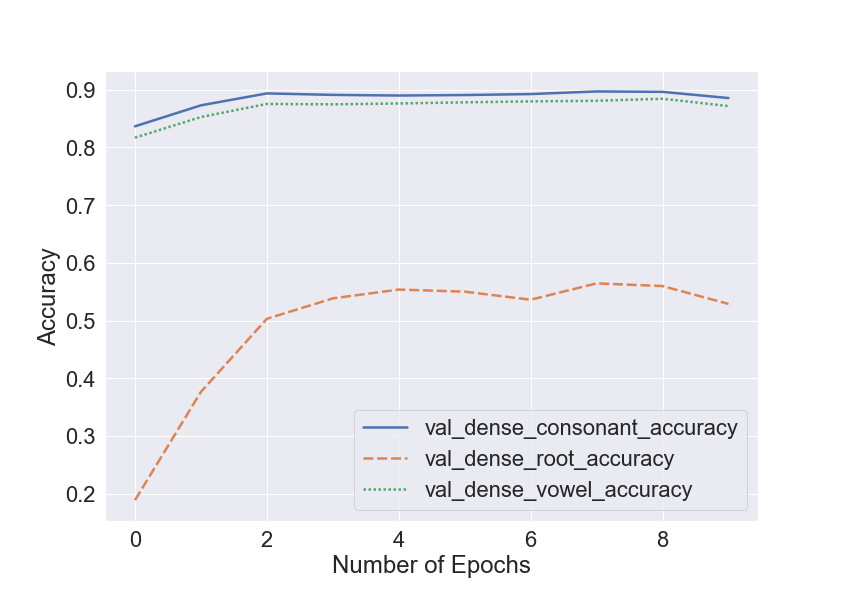 0.9
0.8
0.7
0.6
0.5
0.4
0.3
0.2
Accuracy
val_dense_consonant_accuracy
val_dense_root_accuracy
val_dense_vowel_accuracy
0 2 4 6 8
Number of Epochs